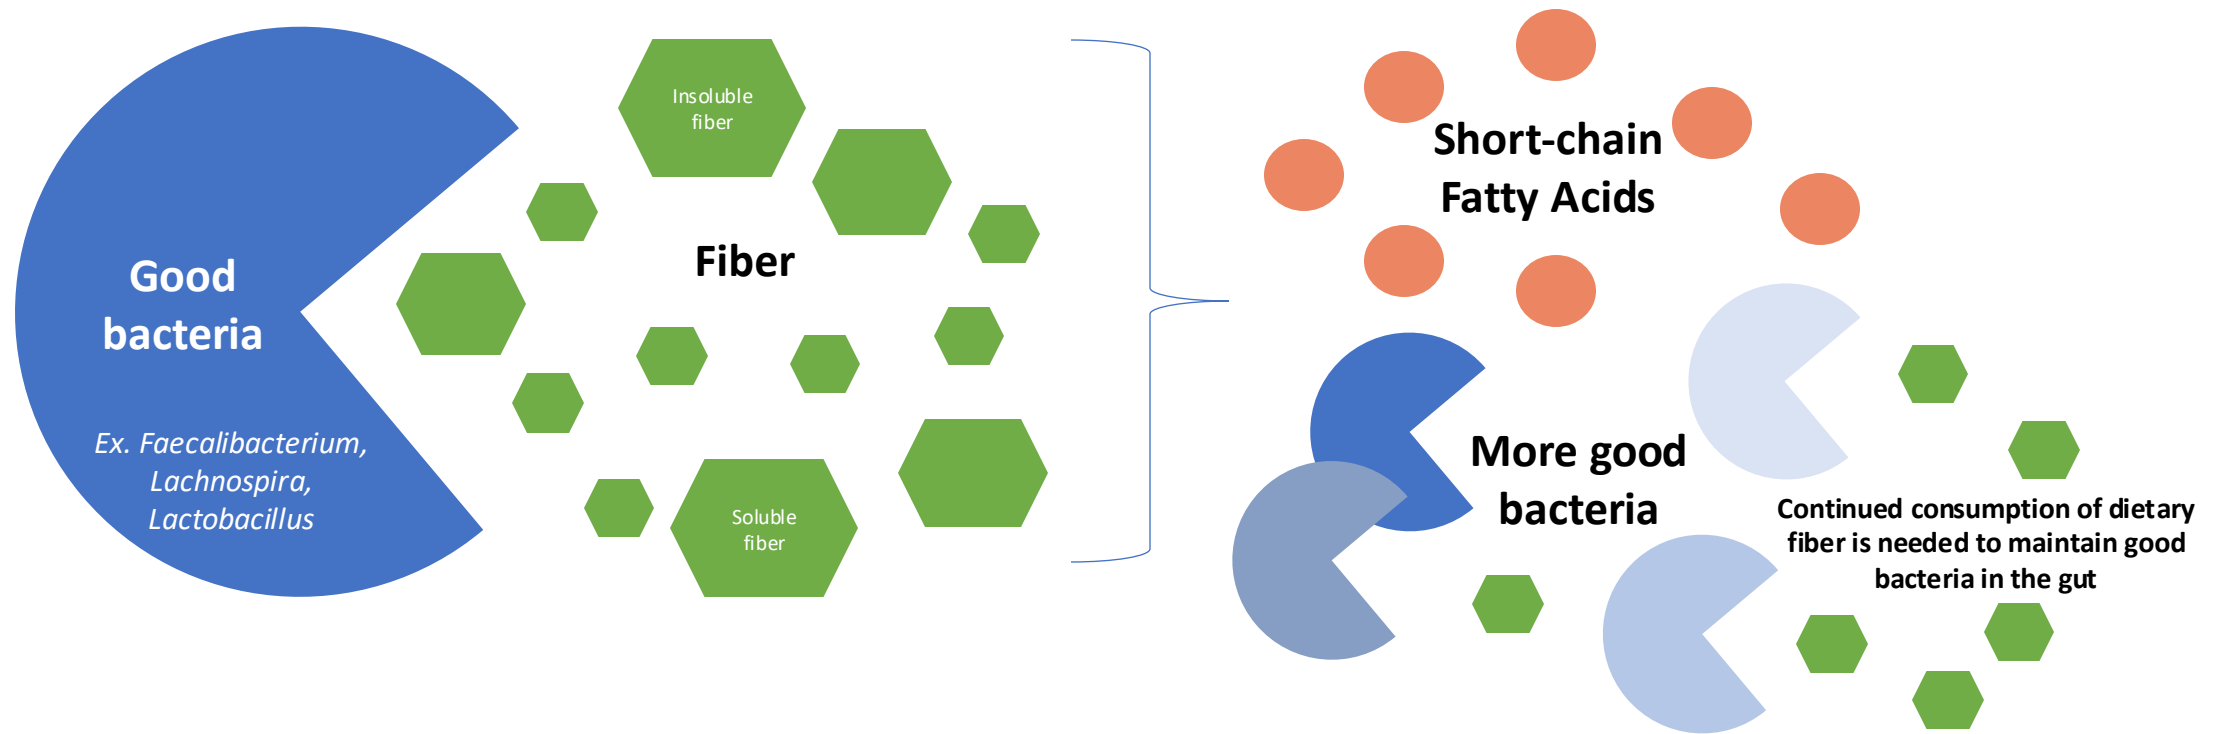 Good
bacteria
Ex. Faecalibacterium,
Lachnospira,
Lactobacillus
Insoluble
fiber
Fiber
Soluble
fiber
Short-chain
Fatty Acids
More good
bacteria
Continued consumption of dietary
fiber is needed to maintain good
bacteria in the gut